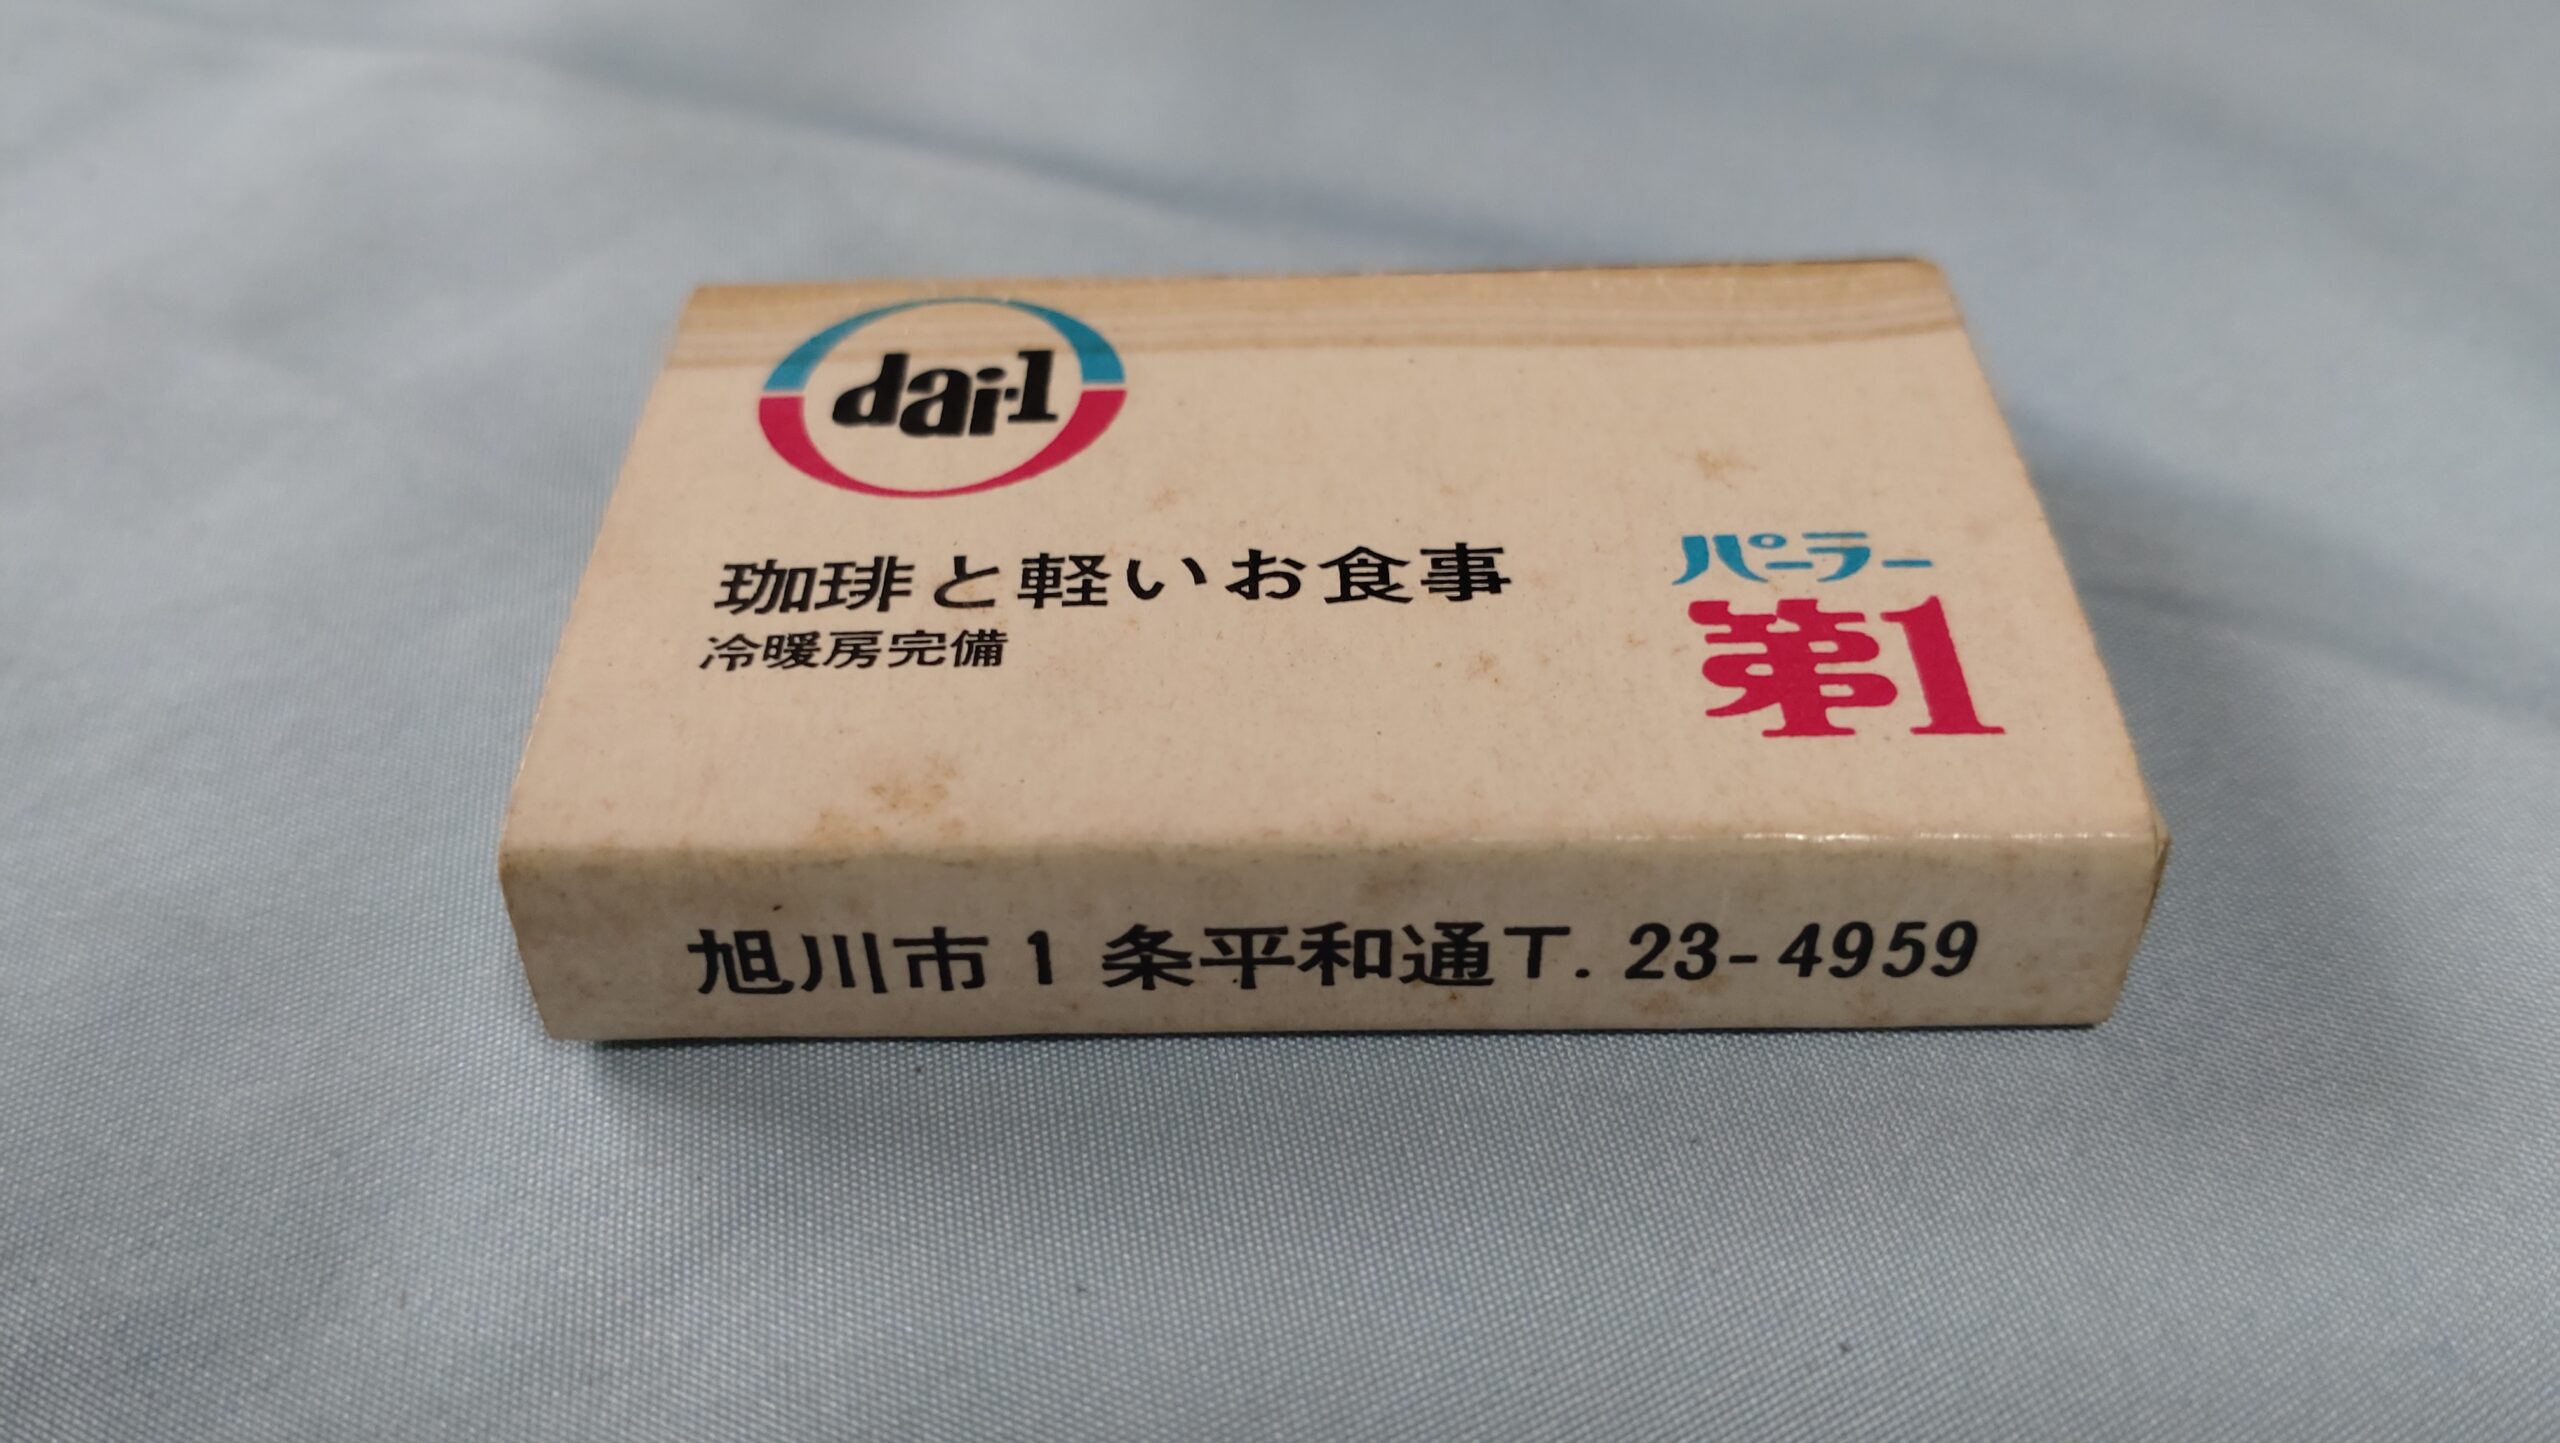 dai-1
珈琲と軽いお食事
冷暖房完備
パーラー
第1
旭川市1条平和通T. 23-4959